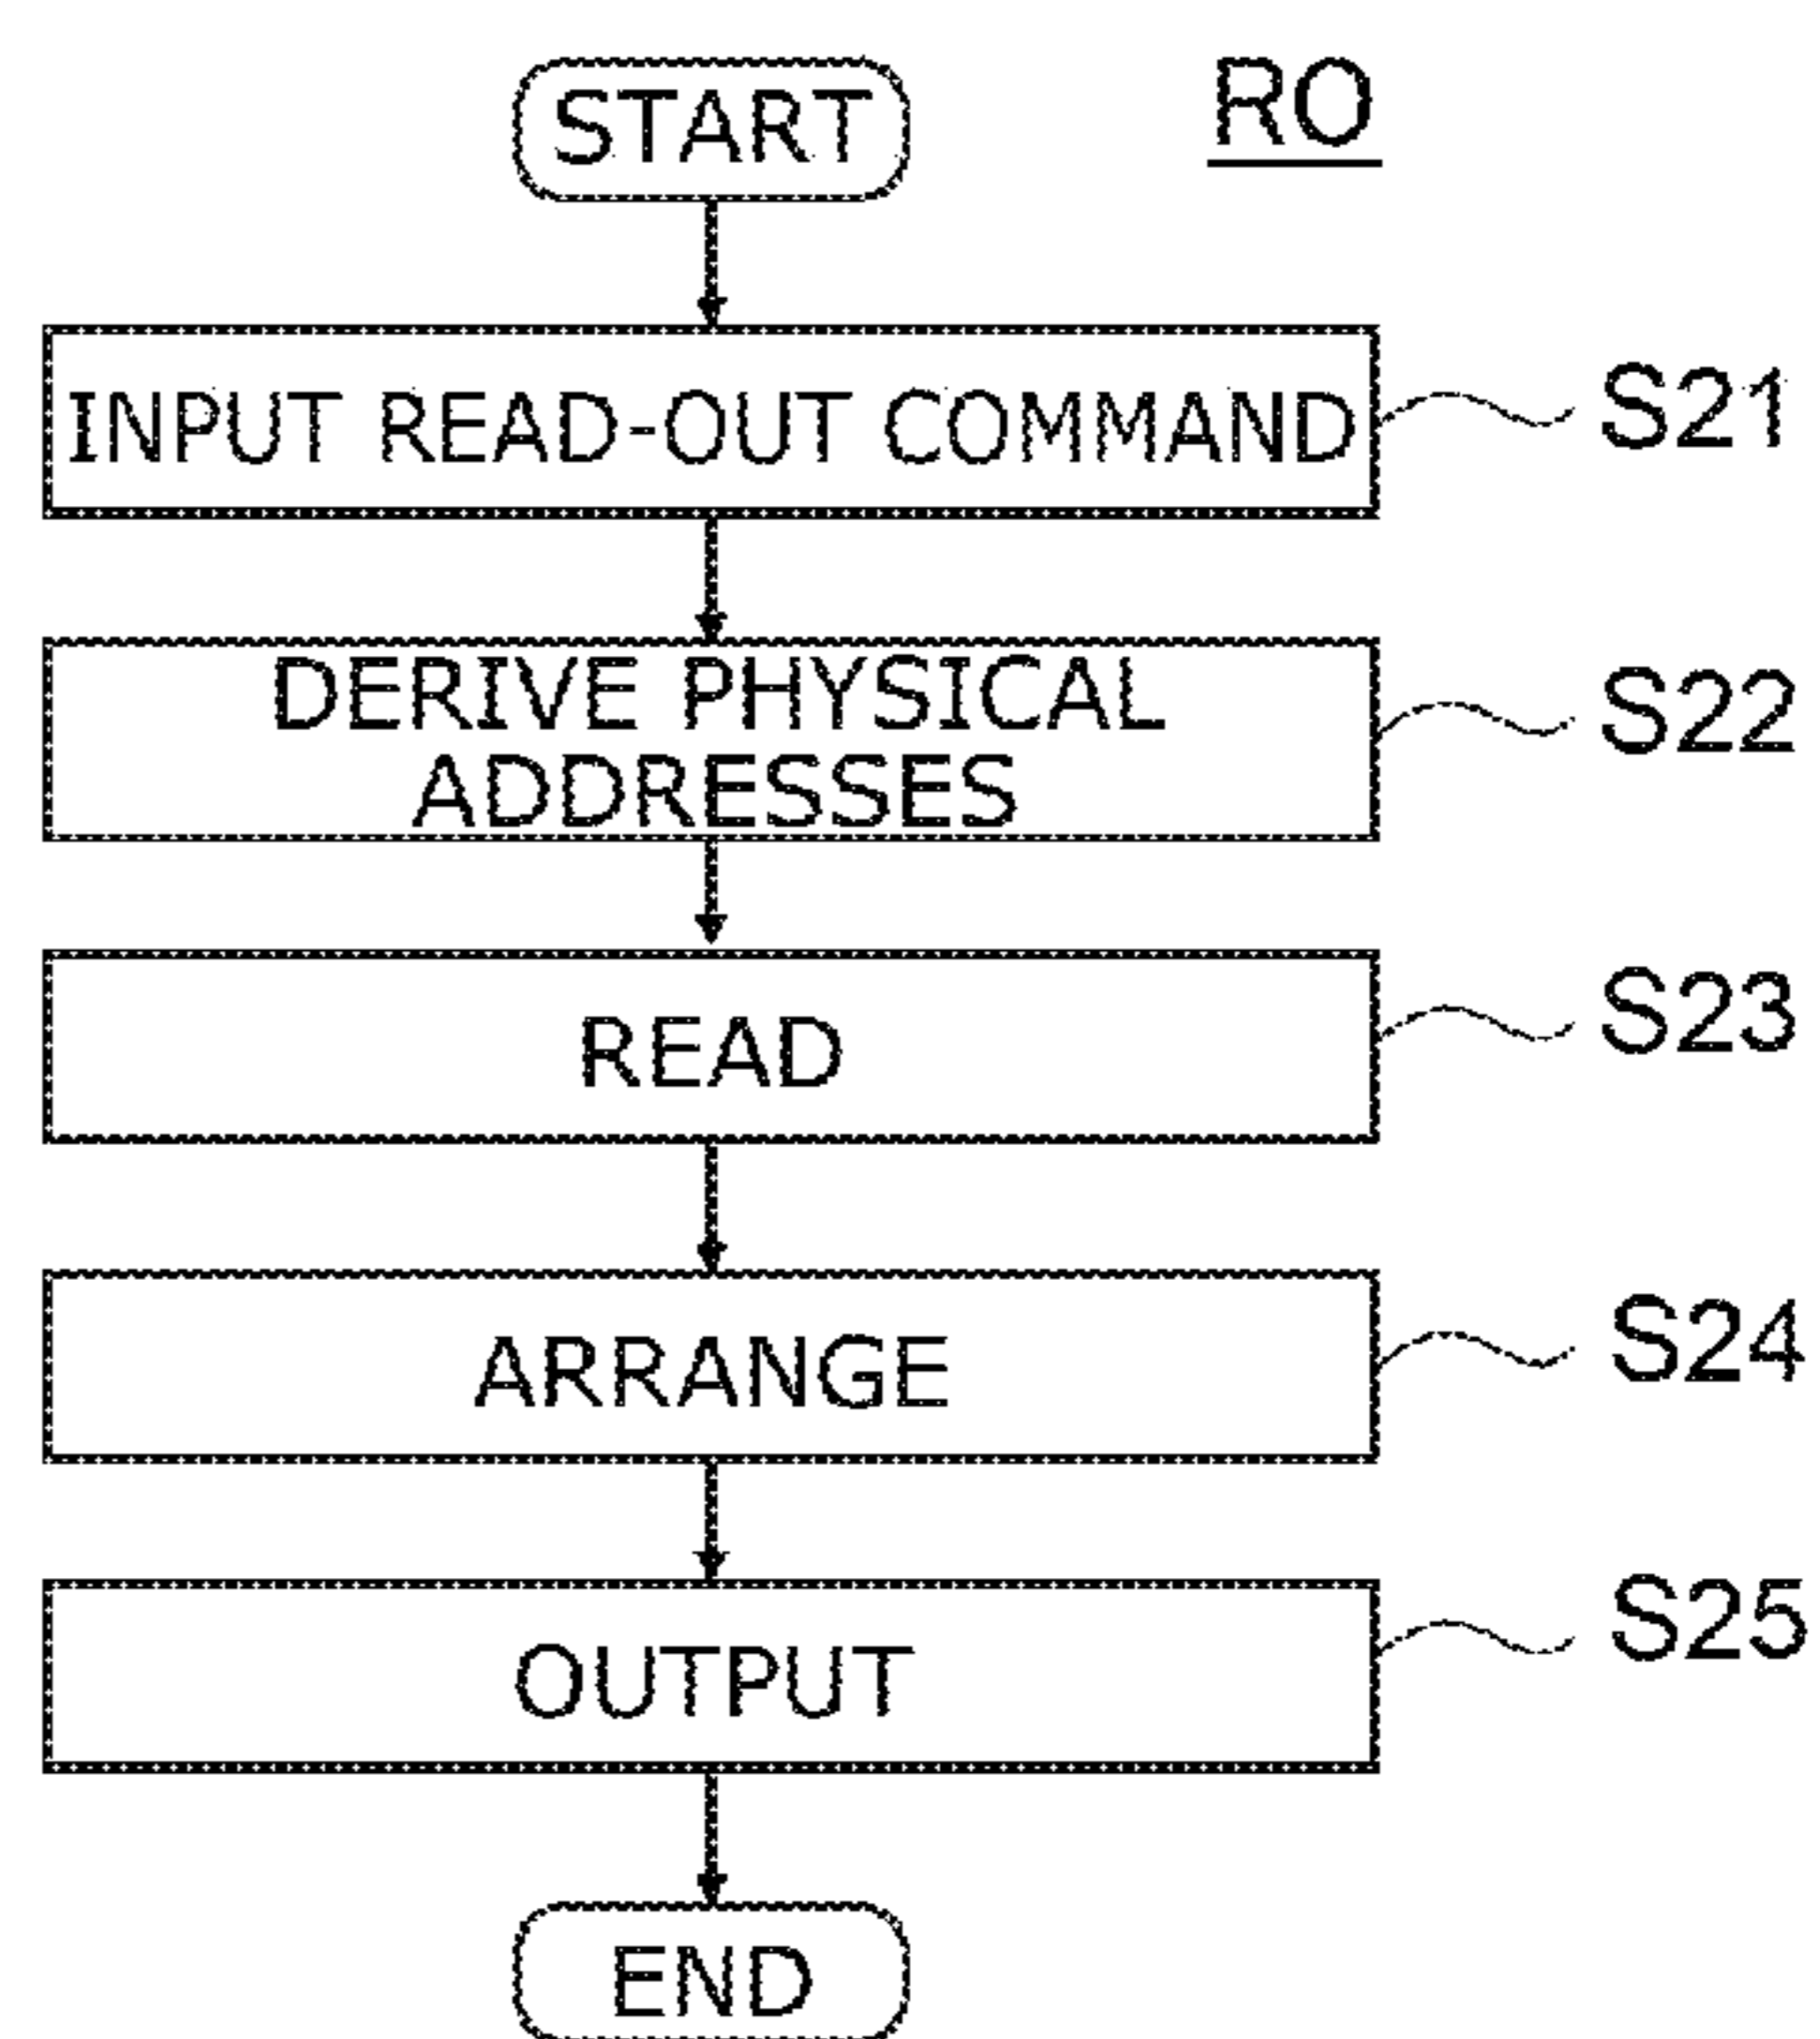 START
RO
INPUT READ-OUT COMMAND
S21
DERIVE PHYSICAL
ADDRESSES
S22
READ
S23
ARRANGE
S24
OUTPUT
S25
END